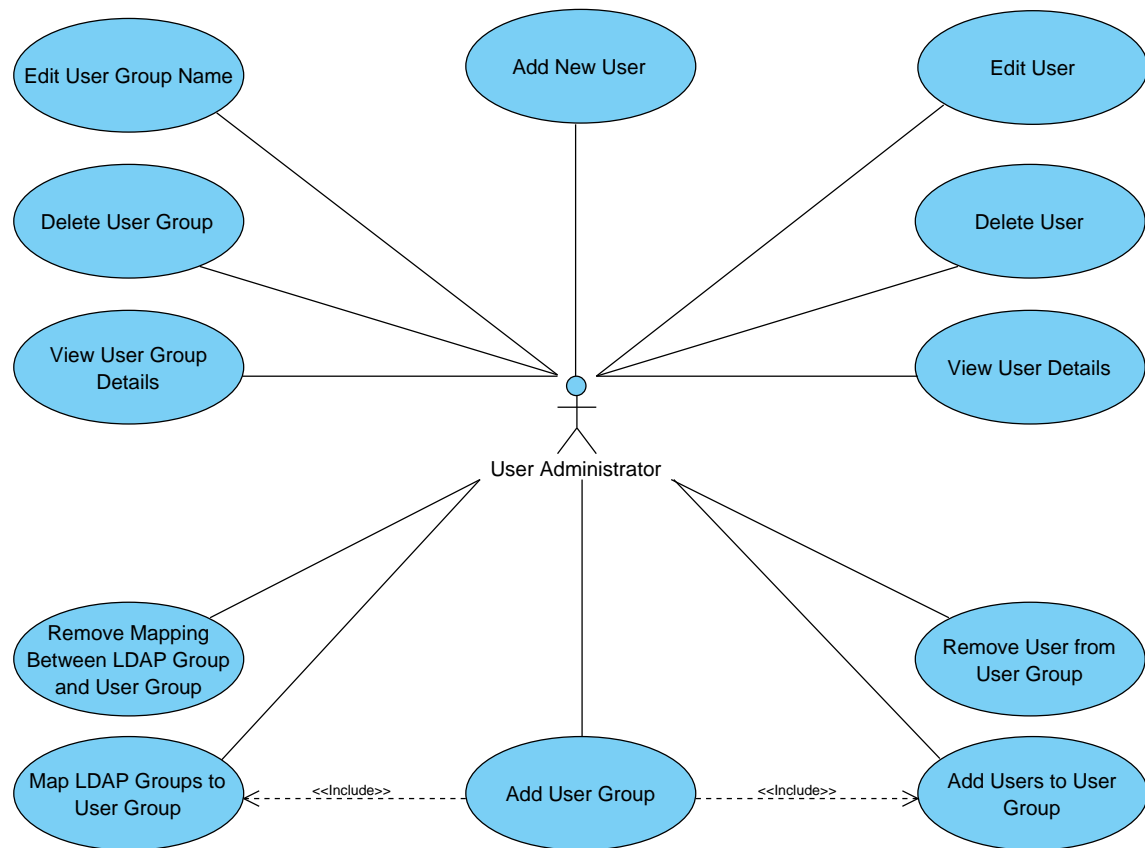 Edit User Group Name
Add New User
Edit User
Delete User Group
Delete User
View User Group
Details
View User Details
User Administrator
Remove Mapping
Between LDAP Group
and User Group
Remove User from
User Group
Map LDAP Groups to
User Group
<<Include>>
Add User Group
<<Include>>
Add Users to User
Group